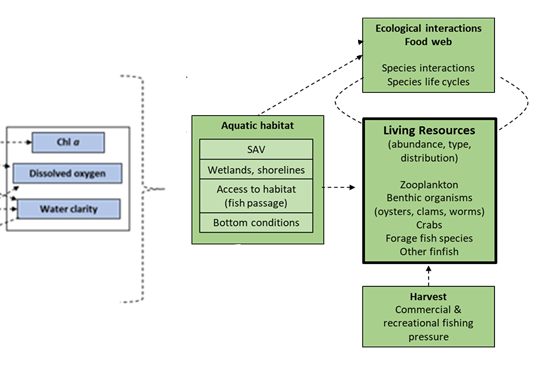 Ecological interactions
Food web
Species interactions
Species life cycles
Chl a
Dissolved oxygen
Water clarity
Aquatic habitat
SAV
Wetlands, shorelines
Access to habitat
(fish passage)
Bottom conditions
Living Resources
(abundance, type,
distribution)
Zooplankton
Benthic organisms
(oysters, clams, worms)
Crabs
Forage fish species
Other finfish
Harvest
Commercial &
recreational fishing
pressure